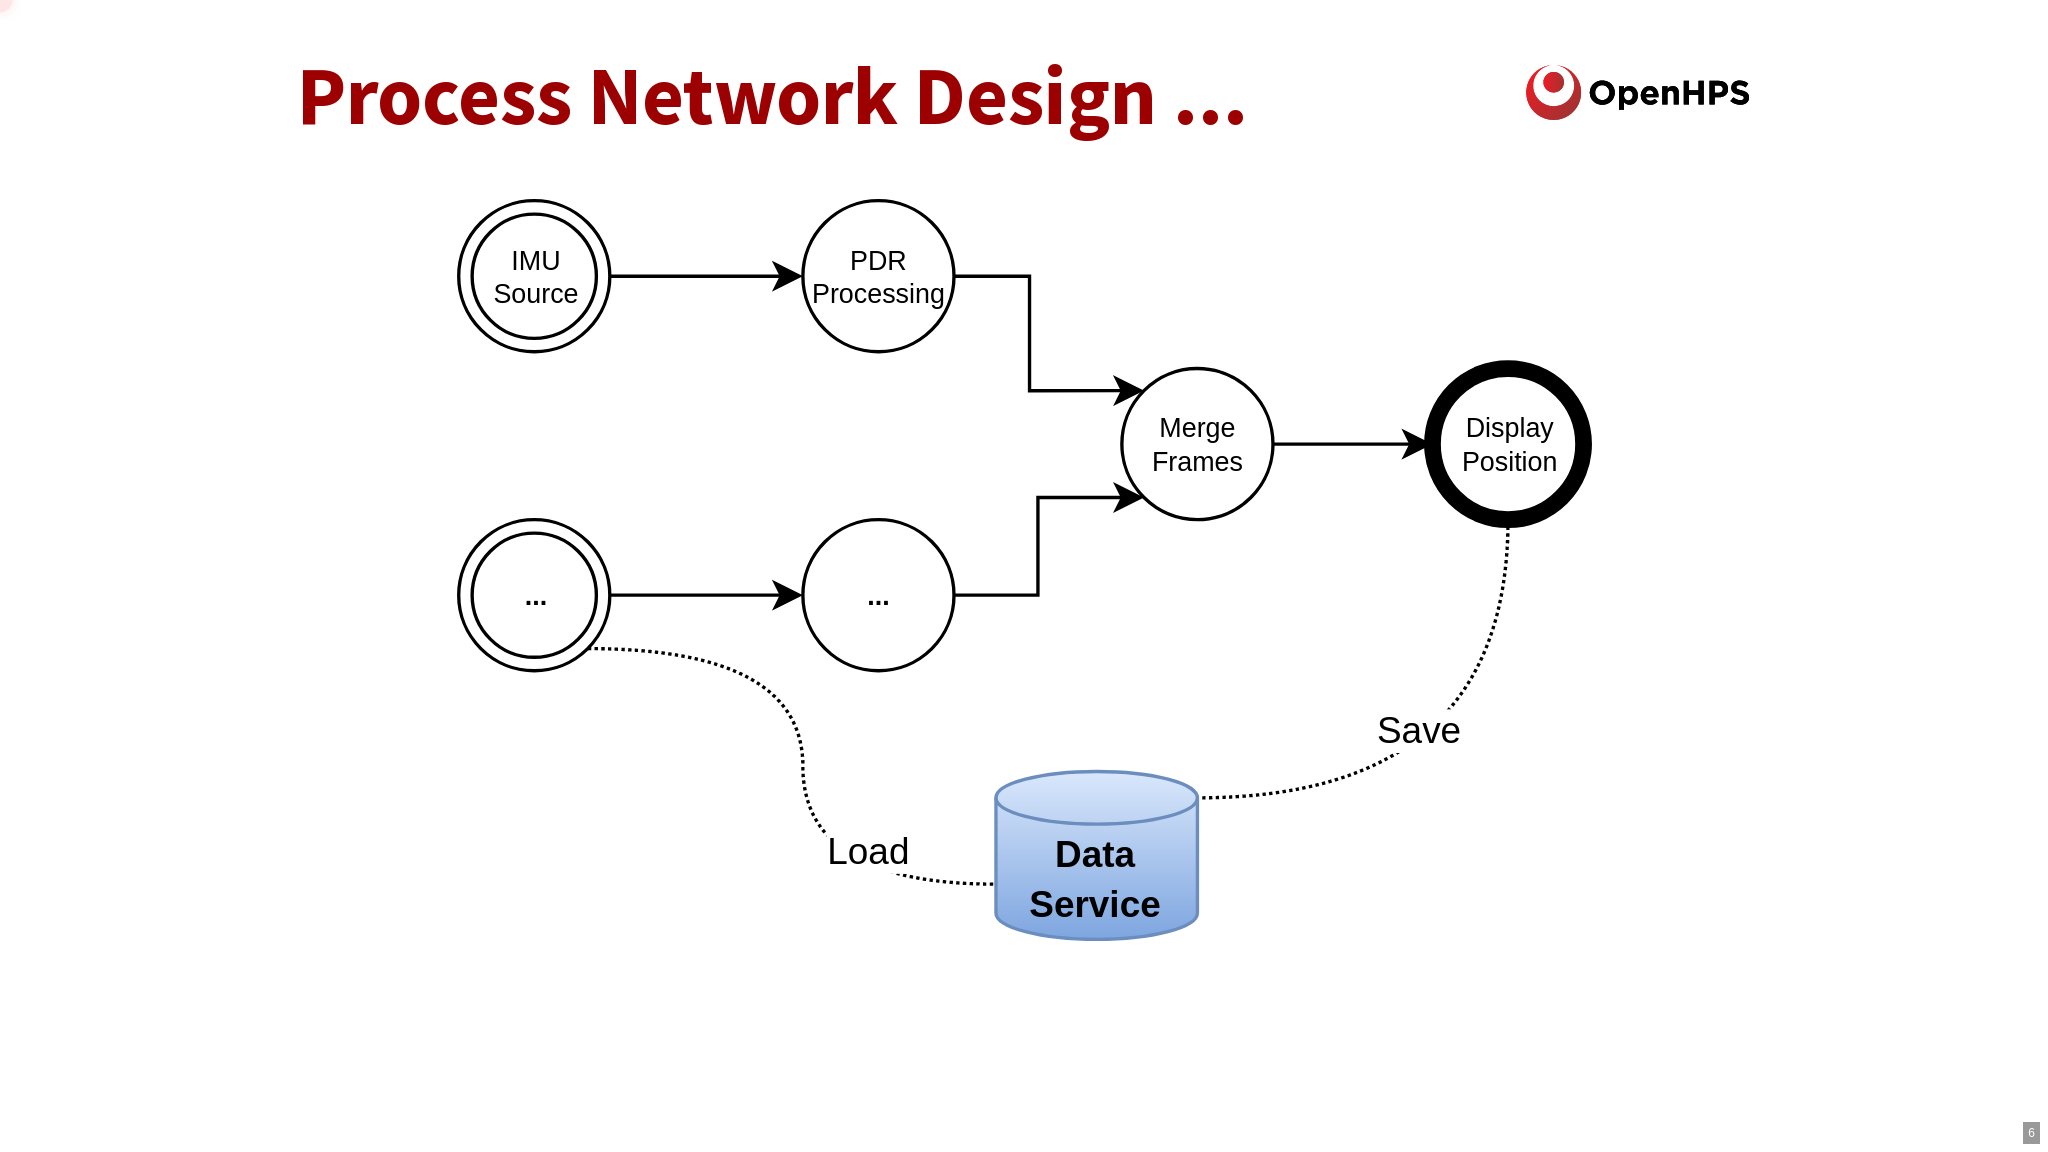 Process Network Design ...
OpenHPS
IMU
Source
PDR
Processing
Merge
Frames
Display
Position
...
...
Save
Load
Data
Service
6